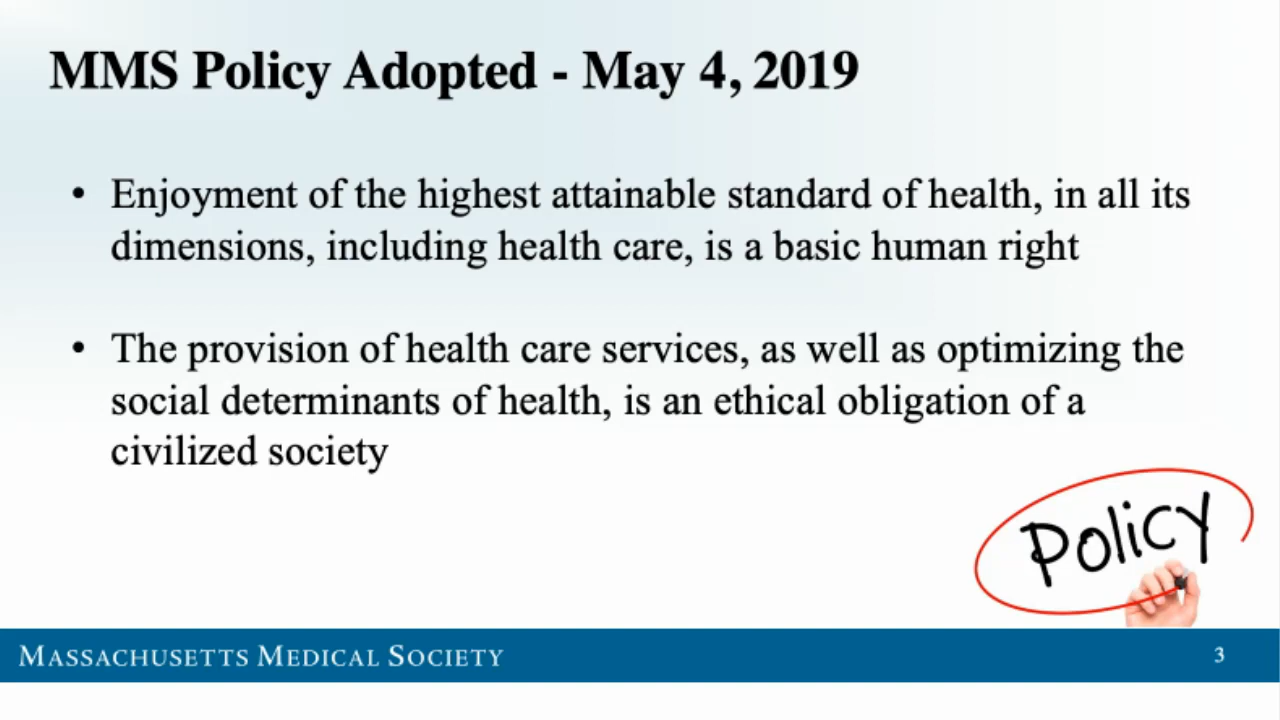 MMS Policy Adopted - May 4, 2019
• Enjoyment of the highest attainable standard of health, in all its
dimensions, including health care, is a basic human right
• The provision of health care services, as well as optimizing the
social determinants of health, is an ethical obligation of a
civilized society
Policy
MASSACHUSETTS MEDICAL SOCIETY
3